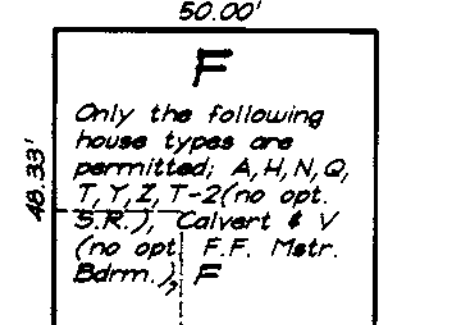 50.00'
F
Only the following
house types are
permitted; A,H,N,Q,
T,Y,Z,T-2(no opt.
S.R.), Calvert & V
(no opt. F.F. Mstr.
Bdrm.), F
48.33'